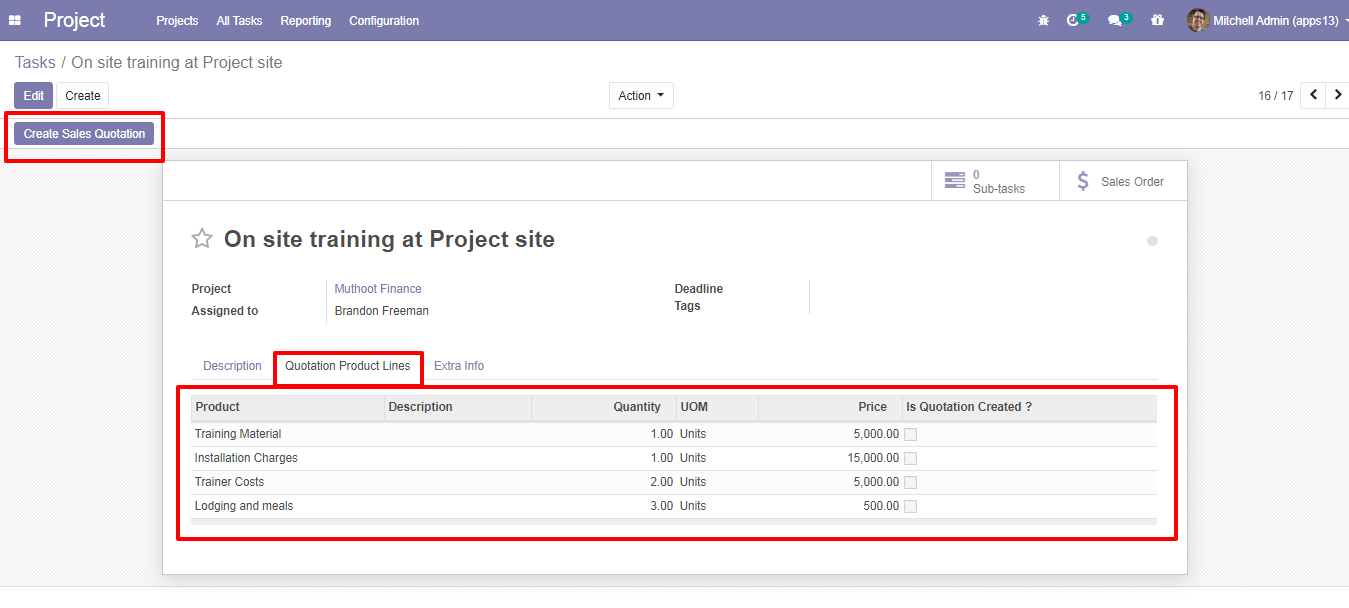 Project Projects All Tasks Reporting Configuration 5 3 Mitchell Admin (apps13)
Tasks / On site training at Project site
Edit Create Action 16 / 17
Create Sales Quotation
0
Sub-tasks
Sales Order
On site training at Project site
Project Muthoot Finance Deadline
Assigned to Brandon Freeman Tags
Description Quotation Product Lines Extra Info
Product Description Quantity UOM Price Is Quotation Created ?
Training Material 1.00 Units 5,000.00
Installation Charges 1.00 Units 15,000.00
Trainer Costs 2.00 Units 5,000.00
Lodging and meals 3.00 Units 500.00